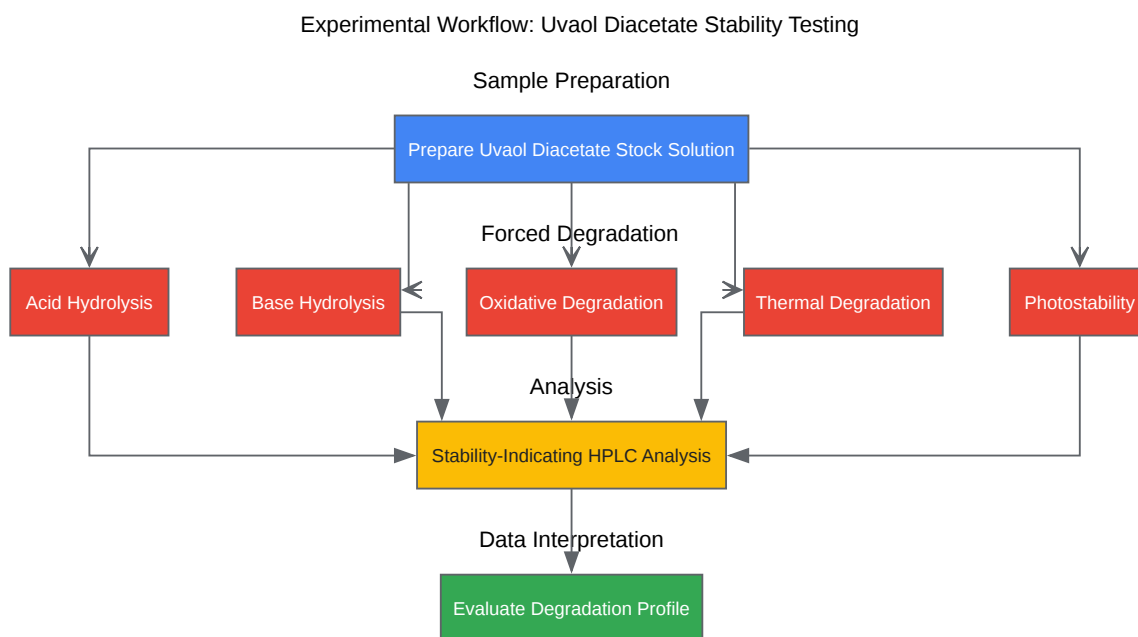 Experimental Workflow: Uvaol Diacetate Stability Testing
Sample Preparation
Prepare Uvaol Diacetate Stock Solution
Forced Degradation
Acid Hydrolysis
Base Hydrolysis
Oxidative Degradation
Thermal Degradation
Photostability
Analysis
Stability-Indicating HPLC Analysis
Data Interpretation
Evaluate Degradation Profile